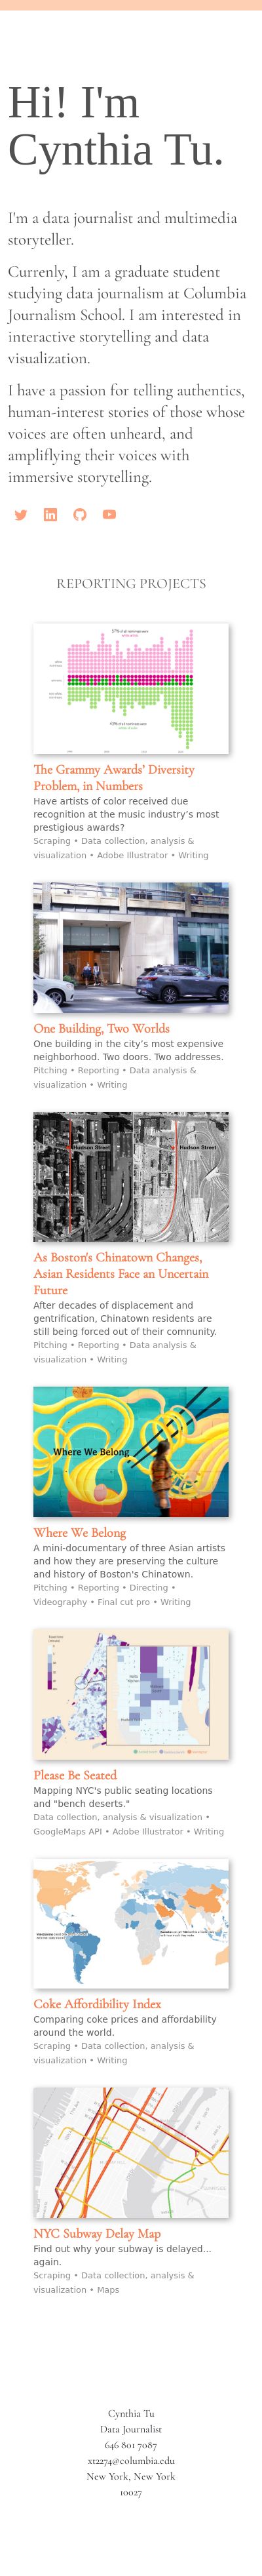 Hi! I'm
Cynthia Tu.
I'm a data journalist and multimedia
storyteller.
Currenly, I am a graduate student
studying data journalism at Columbia
Journalism School. I am interested in
interactive storytelling and data
visualization.
I have a passion for telling authentics,
human-interest stories of those whose
voices are often unheard, and
ampliflying their voices with
immersive storytelling.
REPORTING PROJECTS
The Grammy Awards' Diversity
Problem, in Numbers
Have artists of color received due
recognition at the music industry's most
prestigious awards?
Scraping • Data collection, analysis &
visualization • Adobe Illustrator • Writing
One Building, Two Worlds
One building in the city's most expensive
neighborhood. Two doors. Two addresses.
Pitching • Reporting • Data analysis &
visualization • Writing
Hudson Street
Hudson Street
As Boston's Chinatown Changes,
Asian Residents Face an Uncertain
Future
After decades of displacement and
gentrification, Chinatown residents are
still being forced out of their community.
Pitching • Reporting • Data analysis &
visualization • Writing
Where We Belong
Where We Belong
A mini-documentary of three Asian artists
and how they are preserving the culture
and history of Boston's Chinatown.
Pitching • Reporting • Directing •
Videography • Final cut pro • Writing
Please Be Seated
Mapping NYC's public seating locations
and "bench deserts."
Data collection, analysis & visualization •
GoogleMaps API • Adobe Illustrator • Writing
Coke Affordibility Index
Comparing coke prices and affordability
around the world.
Scraping • Data collection, analysis &
visualization • Writing
NYC Subway Delay Map
Find out why your subway is delayed...
again.
Scraping • Data collection, analysis &
visualization • Maps
Cynthia Tu
Data Journalist
646 801 7087
xt2274@columbia.edu
New York, New York
10027